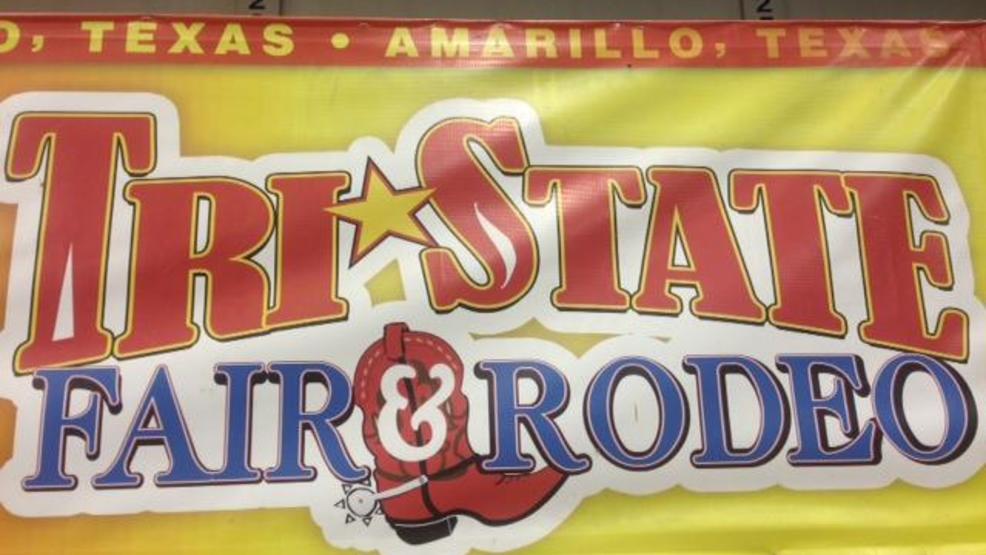 O, TEXAS • AMARILLO, TEXAS
TRI★STATE
FAIR & RODEO